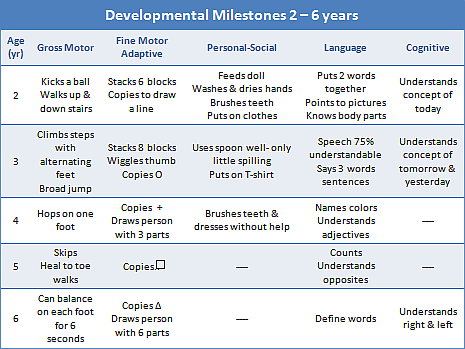 Developmental Milestones 2 – 6 years
Age
(yr)
Gross Motor
Fine Motor
Adaptive
Personal-Social
Language
Cognitive
2
Kicks a ball
Walks up &
down stairs
Stacks 6 blocks
Copies to draw
a line
Feeds doll
Washes & dries hands
Brushes teeth
Puts on clothes
Puts 2 words
together
Points to pictures
Knows body parts
Understands
concept of
today
3
Climbs steps
with
alternating
feet
Broad jump
Stacks 8 blocks
Wiggles thumb
Copies O
Uses spoon well- only
little spilling
Puts on T-shirt
Speech 75%
understandable
Says 3 words
sentences
Understands
concept of
tomorrow &
yesterday
4
Hops on one
foot
Copies +
Draws person
with 3 parts
Brushes teeth &
dresses without help
Names colors
Understands
adjectives
—
5
Skips
Heal to toe
walks
Copies □
—
Counts
Understands
opposites
—
6
Can balance
on each foot
for 6
seconds
Copies Δ
Draws person
with 6 parts
—
Define words
Understands
right & left